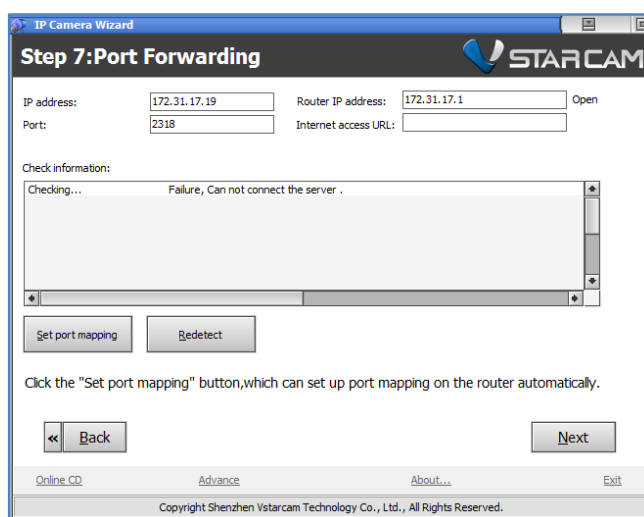 IP Camera Wizard
Step 7:Port Forwarding
STARCAM
IP address: 172.31.17.19 Router IP address: 172.31.17.1 Open
Port: 2318 Internet access URL:
Check information:
Checking... Failure, Can not connect the server .
Set port mapping Redetect
Click the "Set port mapping" button,which can set up port mapping on the router automatically.
« Back Next
Online CD Advance About... Exit
Copyright Shenzhen Vstarcam Technology Co., Ltd., All Rights Reserved.